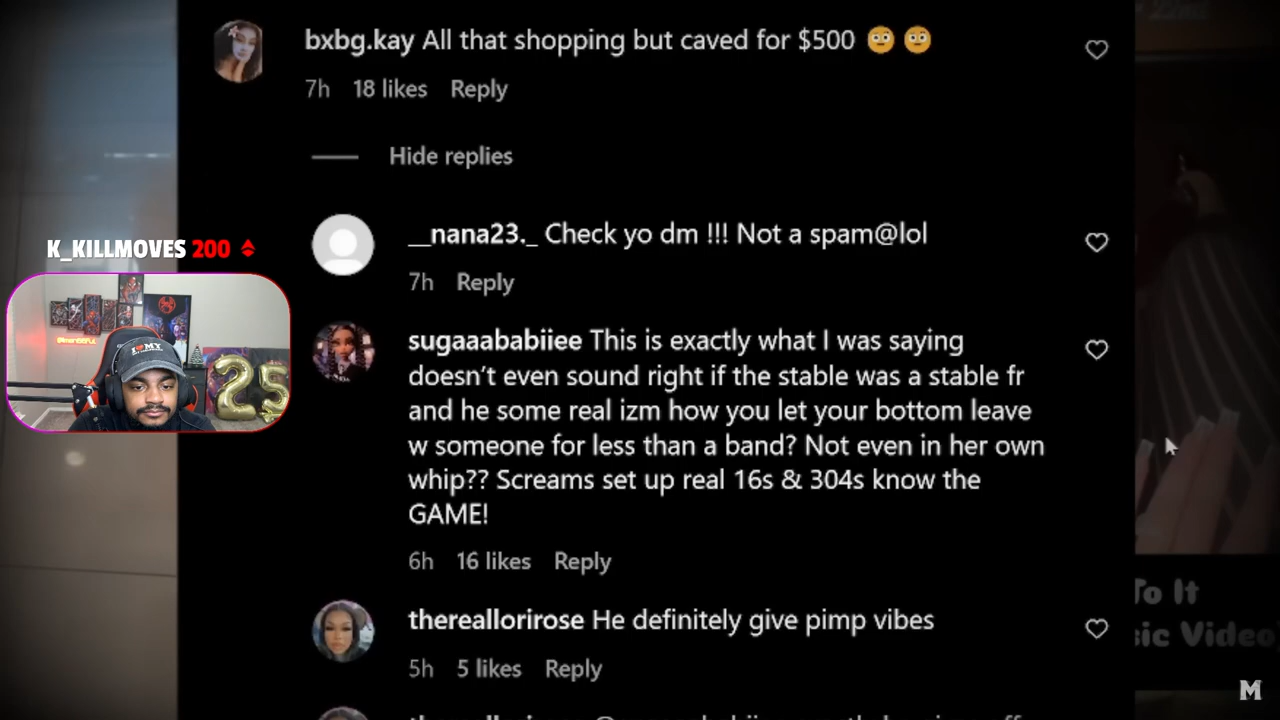 bxbg.kay All that shopping but caved for $500 🥺 🥺
7h 18 likes Reply
Hide replies
K_KILLMOVES 200
__nana23._ Check yo dm !!! Not a spam@lol
7h Reply
sugaaababiiee This is exactly what I was saying
doesn't even sound right if the stable was a stable fr
and he some real izm how you let your bottom leave
w someone for less than a band? Not even in her own
whip?? Screams set up real 16s & 304s know the
GAME!
6h 16 likes Reply
25
thereallorirose He definitely give pimp vibes
5h 5 likes Reply
To It
sic Video
M